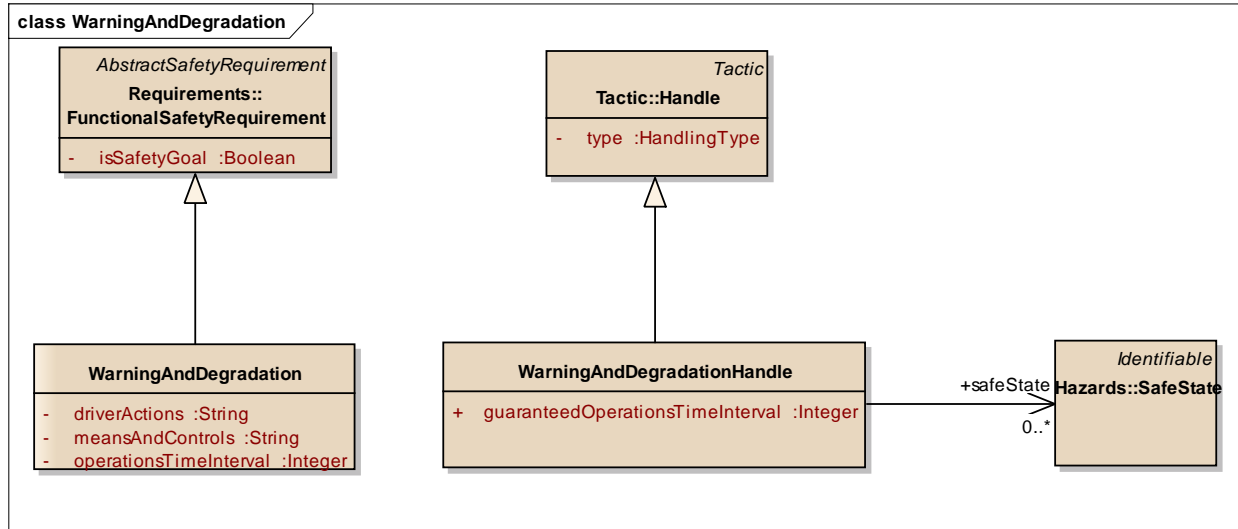 class WarningAndDegradation
AbstractSafetyRequirement
Requirements::
FunctionalSafetyRequirement
- isSafetyGoal :Boolean
Tactic
Tactic::Handle
- type :HandlingType
WarningAndDegradation
- driverActions :String
- meansAndControls :String
- operationsTimeInterval :Integer
WarningAndDegradationHandle
+ guaranteedOperationsTimeInterval :Integer
+safeState
0..*
Identifiable
Hazards::SafeState